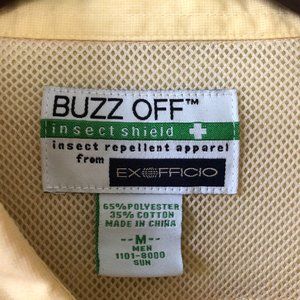 BUZZ OFF™
insect shield
insect repellent apparel
from EXOFFICIO
65% POLYESTER
35% COTTON
MADE IN CHINA
--M--
MEN
1101-8000
SUN